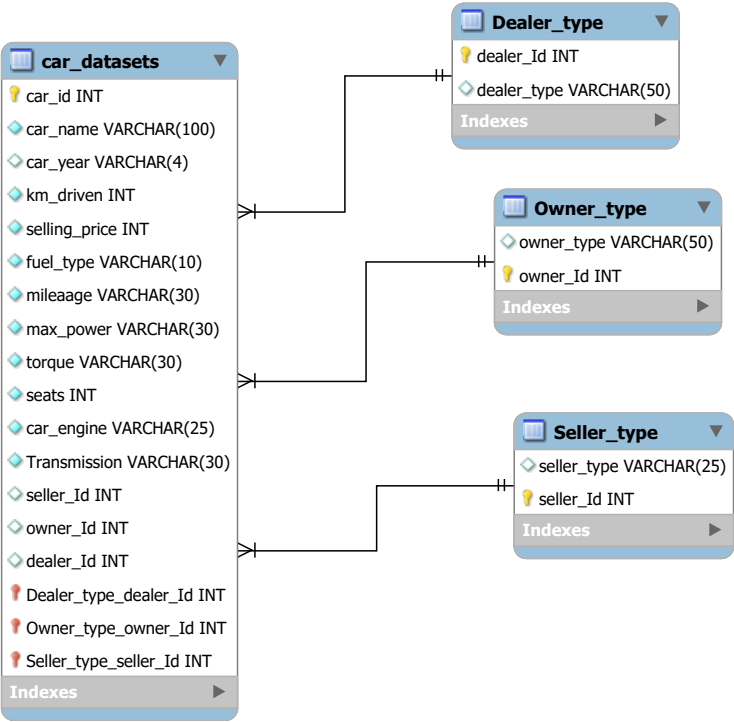 car_datasets
car_id INT
car_name VARCHAR(100)
car_year VARCHAR(4)
km_driven INT
selling_price INT
fuel_type VARCHAR(10)
mileaage VARCHAR(30)
max_power VARCHAR(30)
torque VARCHAR(30)
seats INT
car_engine VARCHAR(25)
Transmission VARCHAR(30)
seller_Id INT
owner_Id INT
dealer_Id INT
Dealer_type_dealer_Id INT
Owner_type_owner_Id INT
Seller_type_seller_Id INT
Indexes
Dealer_type
dealer_Id INT
dealer_type VARCHAR(50)
Indexes
Owner_type
owner_type VARCHAR(50)
owner_Id INT
Indexes
Seller_type
seller_type VARCHAR(25)
seller_Id INT
Indexes